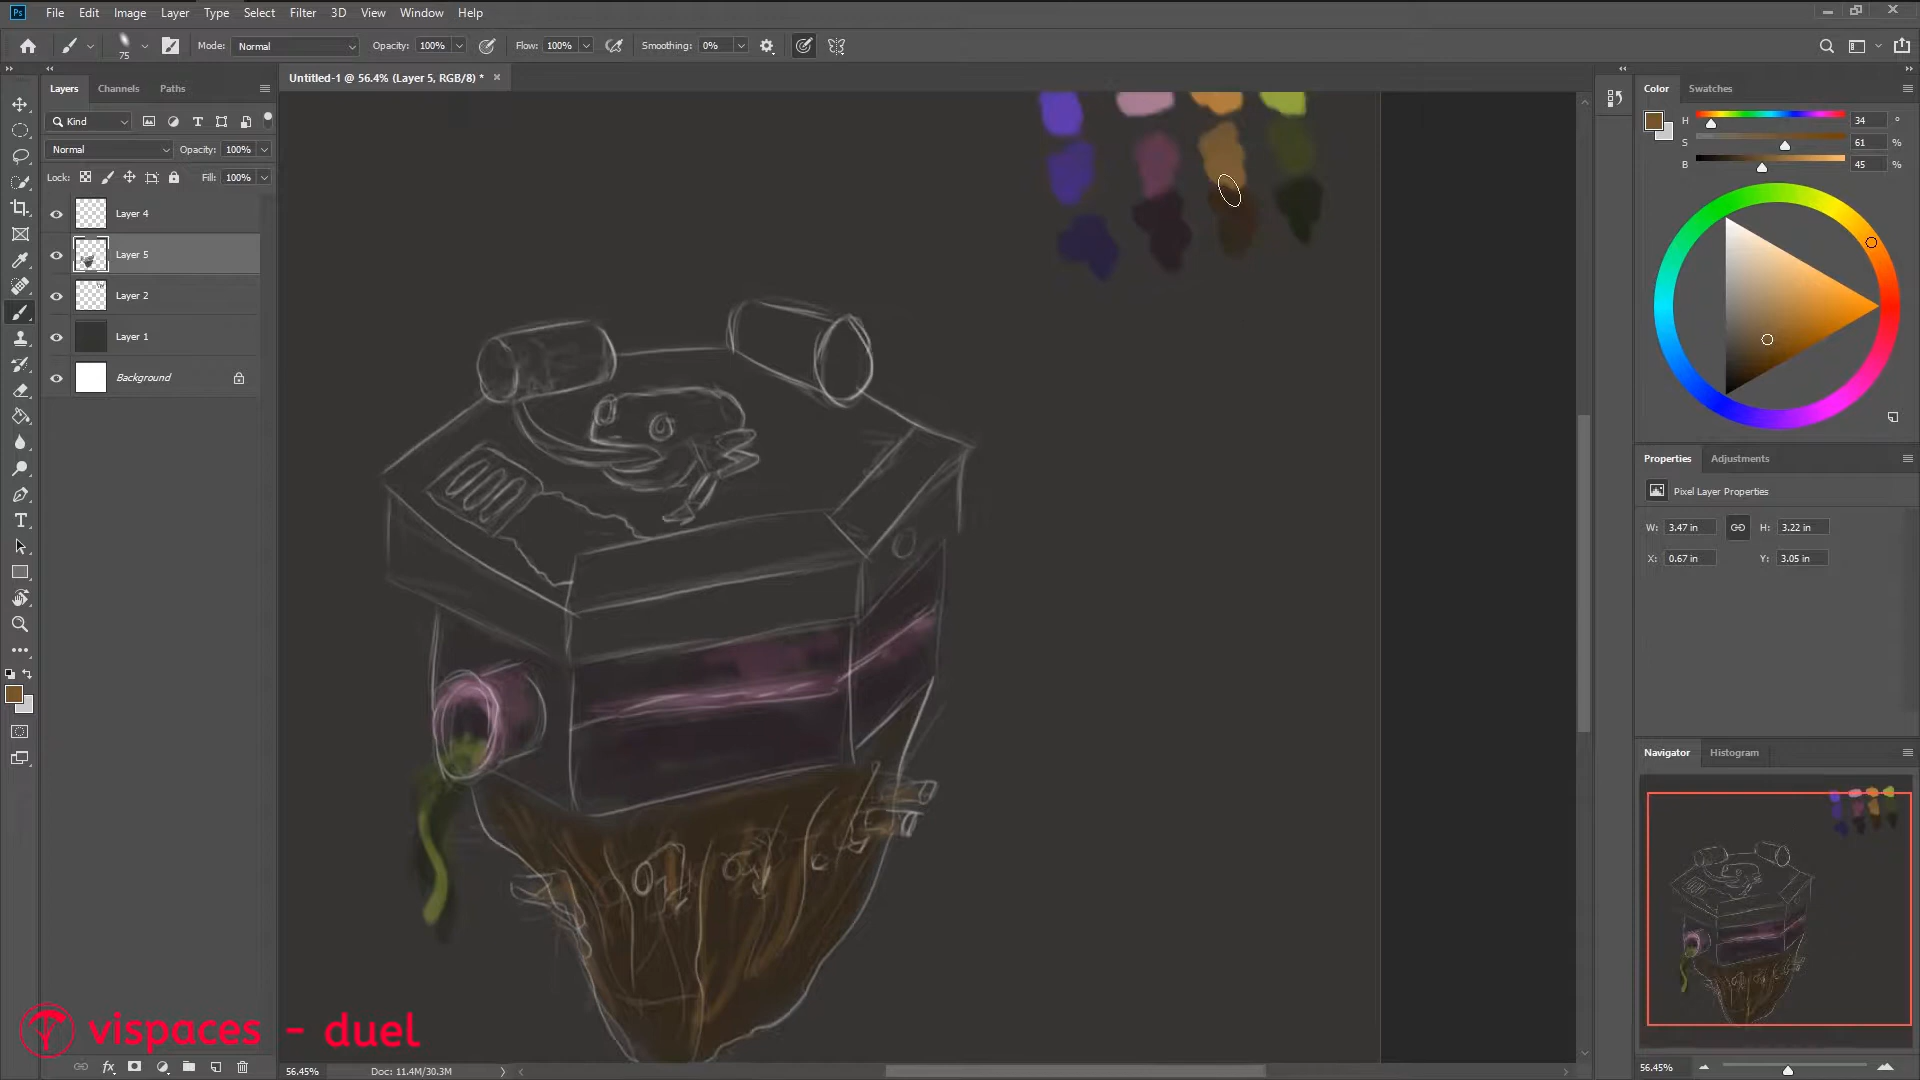 Ps File Edit Image Layer Type Select Filter 3D View Window Help
75 Mode: Normal Opacity: 100% Flow: 100% Smoothing: 0%
Untitled-1 @ 56.4% (Layer 5, RGB/8) *
Layers Channels Paths
Kind
Normal Opacity: 100%
Lock: Fill: 100%
Layer 4
Layer 5
Layer 2
Layer 1
Background
Color Swatches
H 34 °
S 61 %
B 45 %
Properties Adjustments
Pixel Layer Properties
W: 3.47 in H: 3.22 in
X: 0.67 in Y: 3.05 in
Navigator Histogram
vispaces - duel
fx
56.45% Doc: 11.4M/30.3M
56.45%